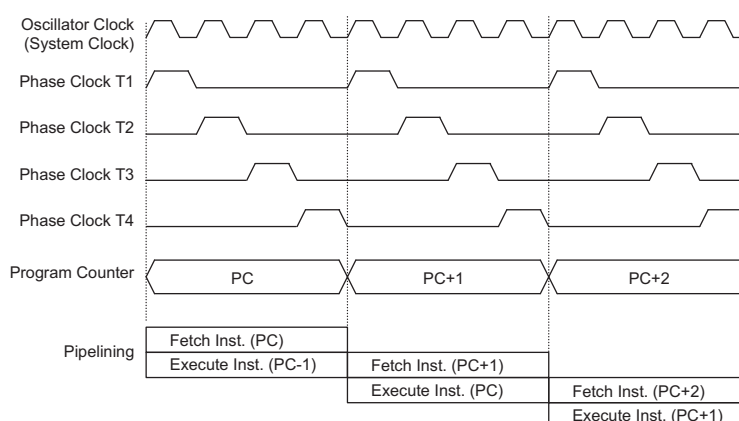 Oscillator Clock
(System Clock)
Phase Clock T1
Phase Clock T2
Phase Clock T3
Phase Clock T4
Program Counter
PC
PC+1
PC+2
Pipelining
Fetch Inst. (PC)
Execute Inst. (PC-1)
Fetch Inst. (PC+1)
Execute Inst. (PC)
Fetch Inst. (PC+2)
Execute Inst. (PC+1)